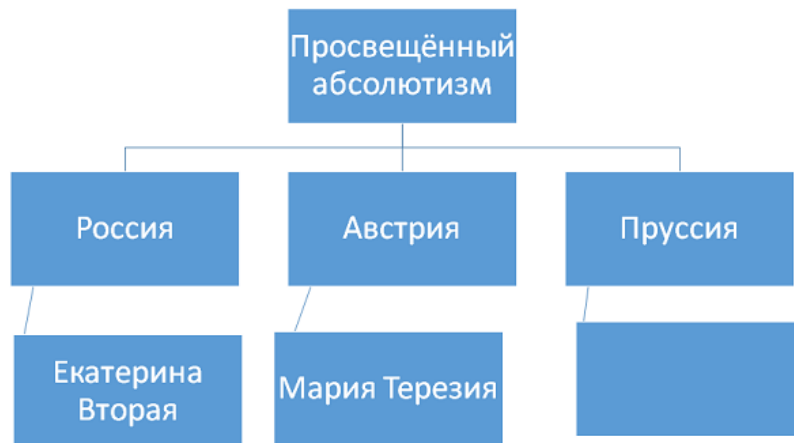 Просвещённый
абсолютизм
Россия
Австрия
Пруссия
Екатерина
Вторая
Мария Терезия